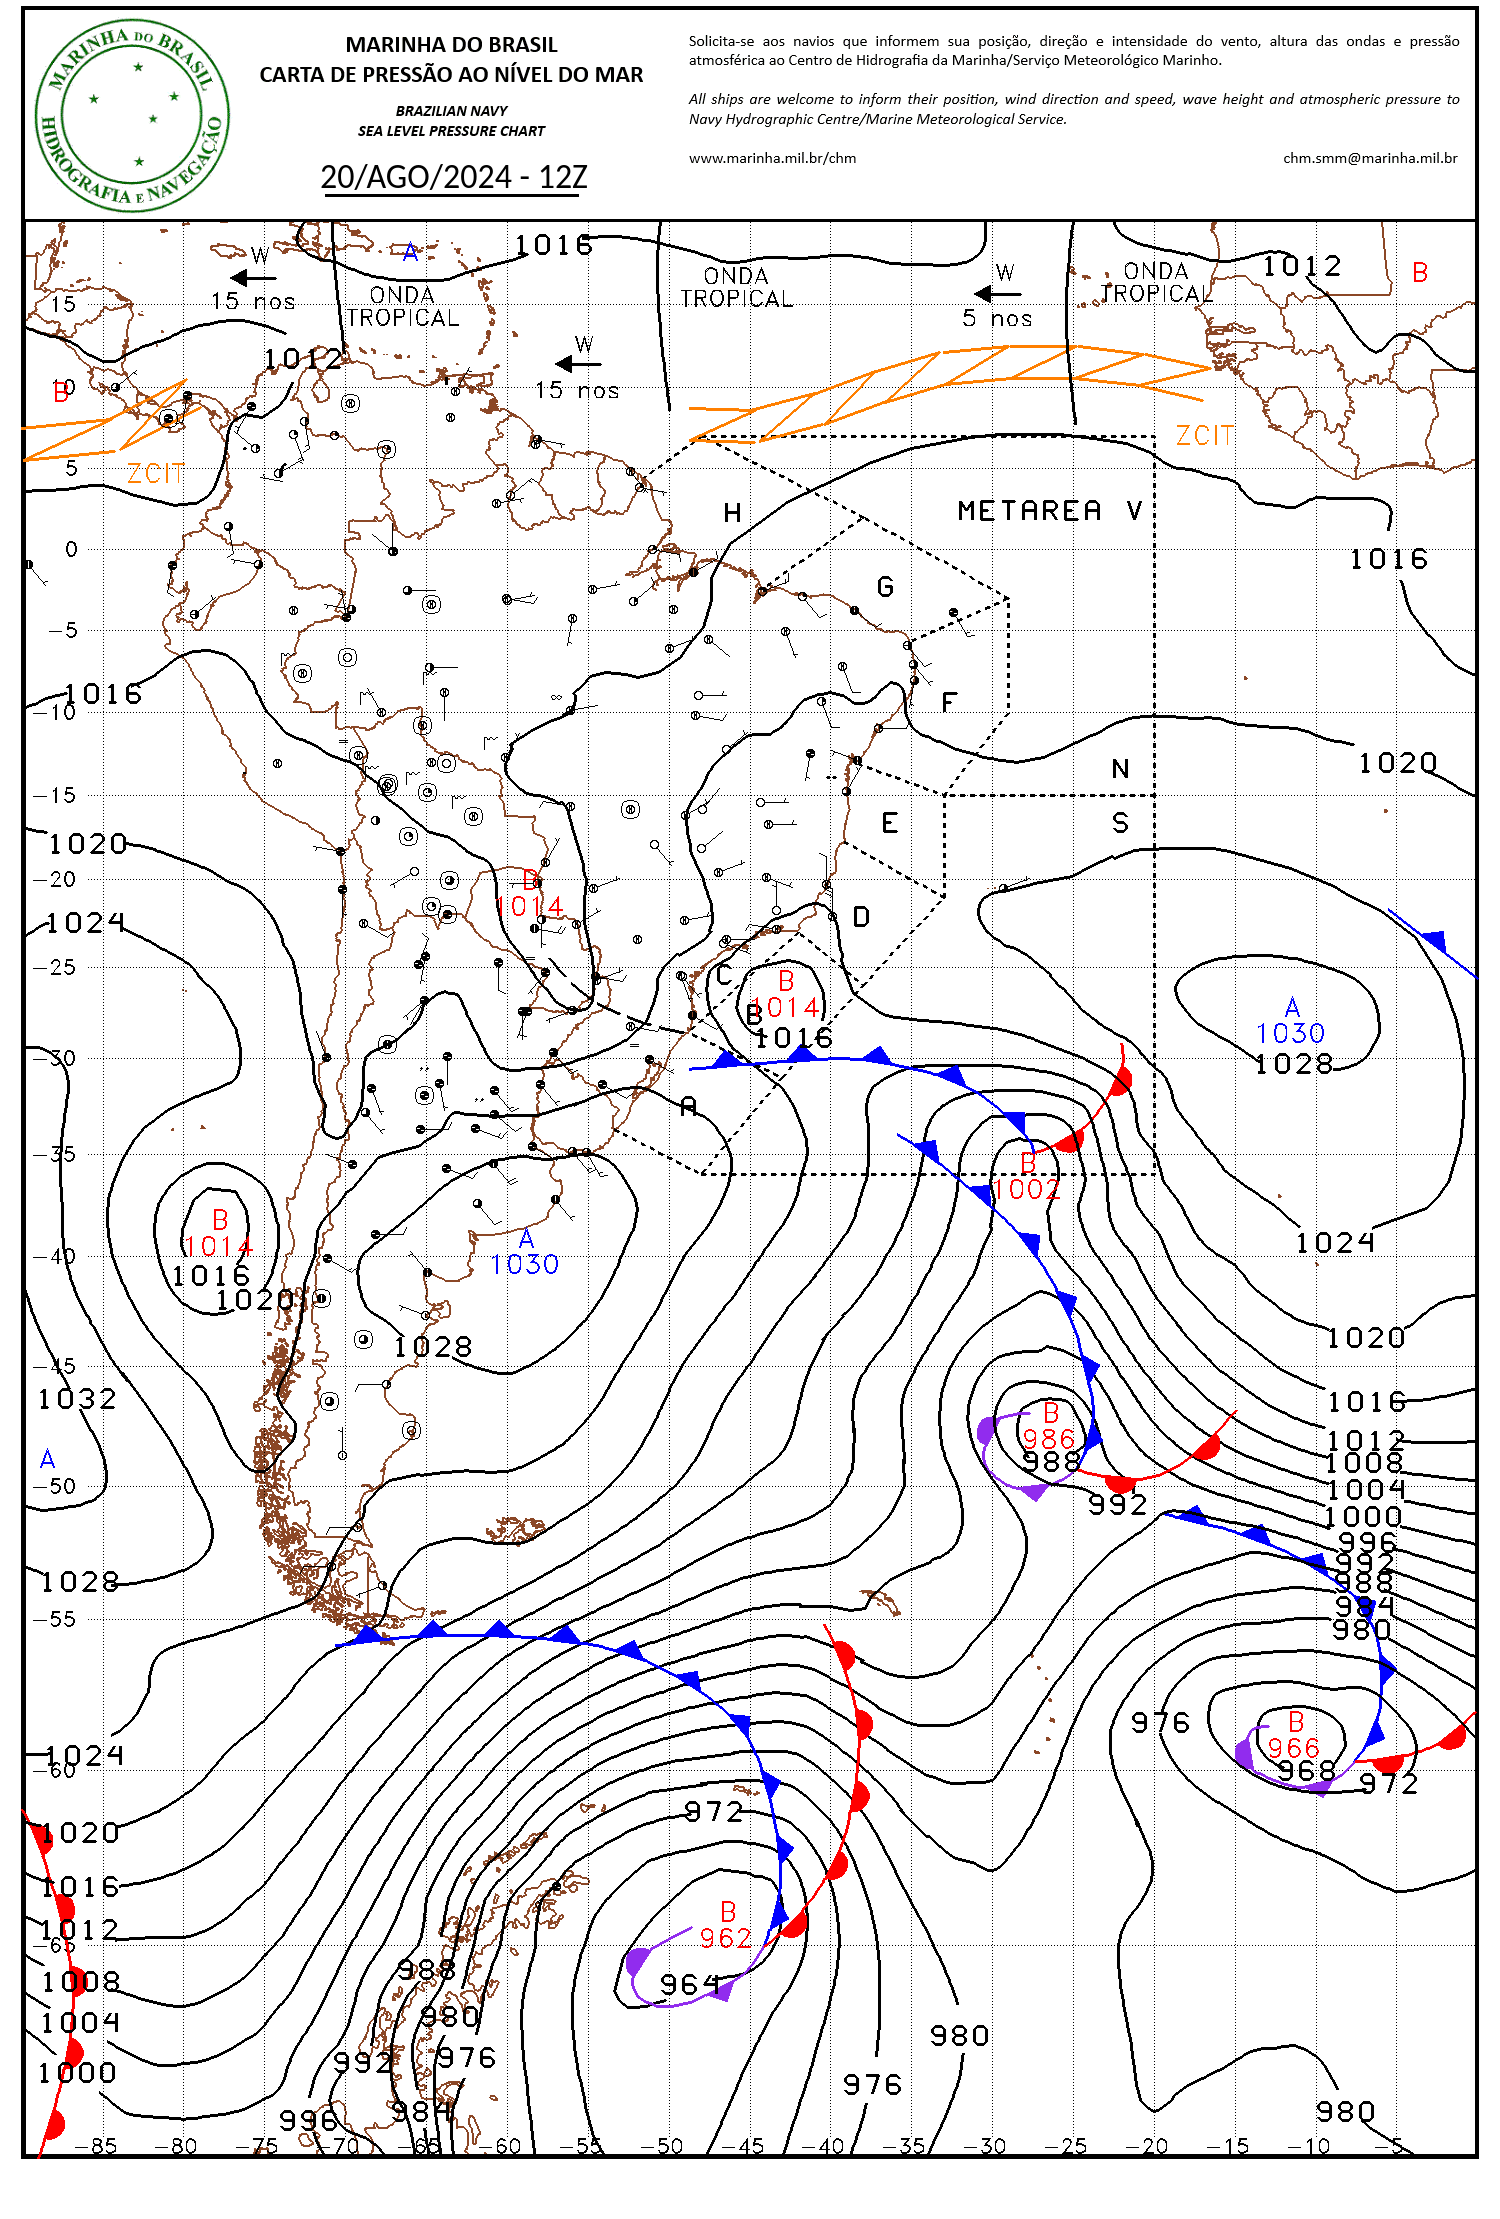 MARINHA DO BRASIL
HIDROGRAFIA E NAVEGAÇÃO
MARINHA DO BRASIL
CARTA DE PRESSÃO AO NÍVEL DO MAR
BRAZILIAN NAVY
SEA LEVEL PRESSURE CHART
20/AGO/2024 - 12Z
Solicita-se aos navios que informem sua posição, direção e intensidade do vento, altura das ondas e pressão
atmosférica ao Centro de Hidrografia da Marinha/Serviço Meteorológico Marinho.
All ships are welcome to inform their position, wind direction and speed, wave height and atmospheric pressure to
Navy Hydrographic Centre/Marine Meteorological Service.
www.marinha.mil.br/chm chm.smm@marinha.mil.br
W A 1016
15 nos ONDA
TROPICAL
ONDA
TROPICAL
W
5 nos
ONDA
TROPICAL
1012 B
15
1012 W
15 nos
B 10
ZCIT ZCIT
5
H METAREA V
0 1016
G
-5
1016 F
-10
1020
N
-15
E S
1020
-20 B
1014
1024 D
-25 C B
1014
B
1016
A
1030
1028
-30
A
-35
B
1002
B
1014
1016
1020
-40 A
1030
1024
1028 1020
-45
1032 1016
A B
986
988
992
1012
1008
-50 1004
1000
996
992
988
984
980
1028
-55
976 B
966
968
972
1024
-60
972
1020
1016
B
962
964
1012
-65
988
1008
980
1004
980
992 976
1000 976
996 984 980
-85 -80 -75 -70 -65 -60 -55 -50 -45 -40 -35 -30 -25 -20 -15 -10 -5